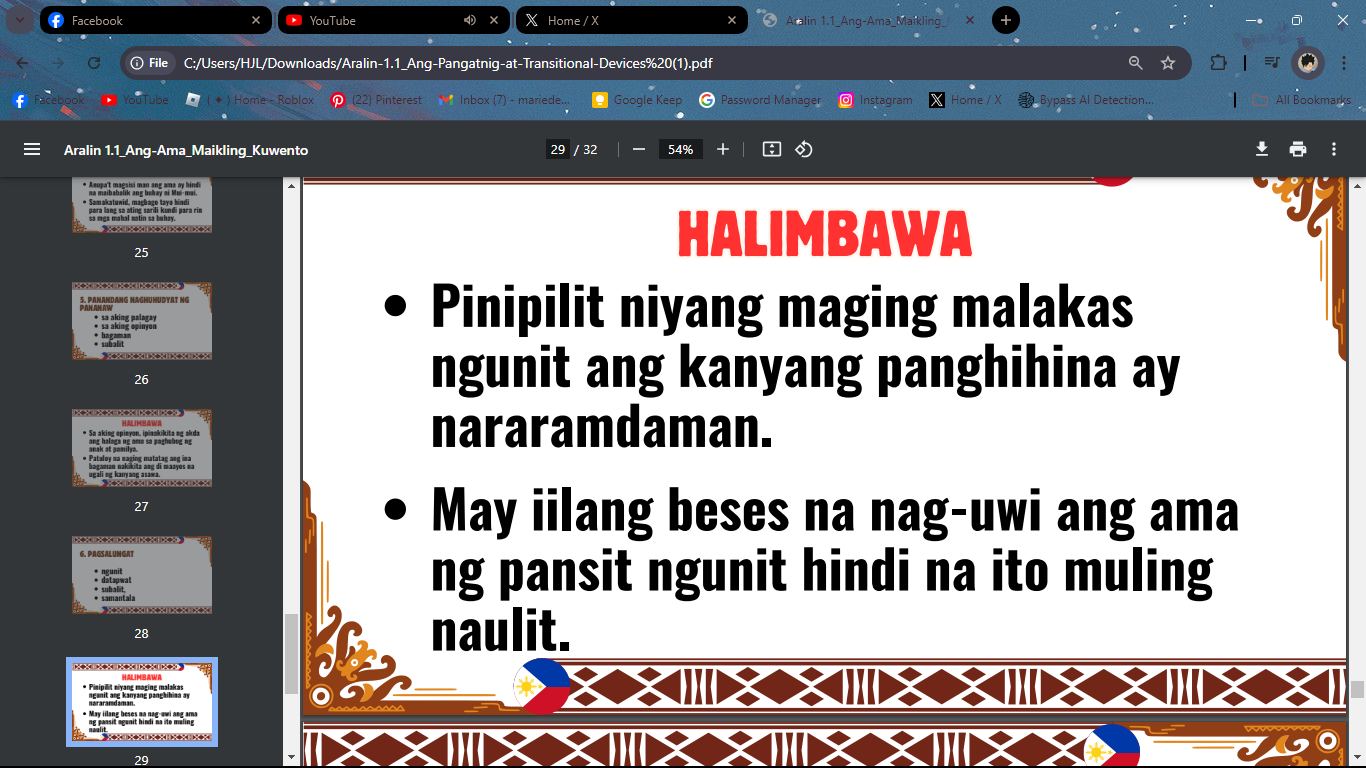 Facebook
YouTube
Home / X
Aralin 1.1_Ang-Ama_Maikling_
File
C:/Users/HJL/Downloads/Aralin-1.1_Ang-Pangatnig-at-Transitional-Devices%20(1).pdf
Facebook
YouTube
( ✦ ) Home - Roblox
(22) Pinterest
Inbox (7) - manede...
Google Keep
Password Manager
Instagram
Home / X
Bypass AI Detection...
All Bookmarks
Aralin 1.1_Ang-Ama_Maikling_Kuwento
29 / 32
54%
• Anupa't magsisi man ang ama ay hindi
na maibabalik ang buhay ni Mui-mui.
• Samakatuwid, magbago tayo hindi
para lang sa ating sarili kundi para rin
sa mga mahal natin sa buhay.
25
5. PANANDANG NAGHUHUDYAT NG
PANANAW
• sa aking palagay
• sa aking opinyon
• bagaman
• subalit
26
HALIMBAWA
• Sa aking opinyon, ipinakikita ng akda
ang halaga ng ama sa paghubog ng
anak at pamilya.
• Patuloy na naging matatag ang ina
bagaman nakikita ang di maayos na
ugali ng kanyang asawa.
27
6. PAGSALUNGAT
• ngunit
• datapwat
• subalit,
• samantala
28
HALIMBAWA
• Pinipilit niyang maging malakas
ngunit ang kanyang panghihina ay
nararamdaman.
• May iilang beses na nag-uwi ang ama
ng pansit ngunit hindi na ito muling
naulit.
29
HALIMBAWA
• Pinipilit niyang maging malakas
ngunit ang kanyang panghihina ay
nararamdaman.
• May iilang beses na nag-uwi ang ama
ng pansit ngunit hindi na ito muling
naulit.